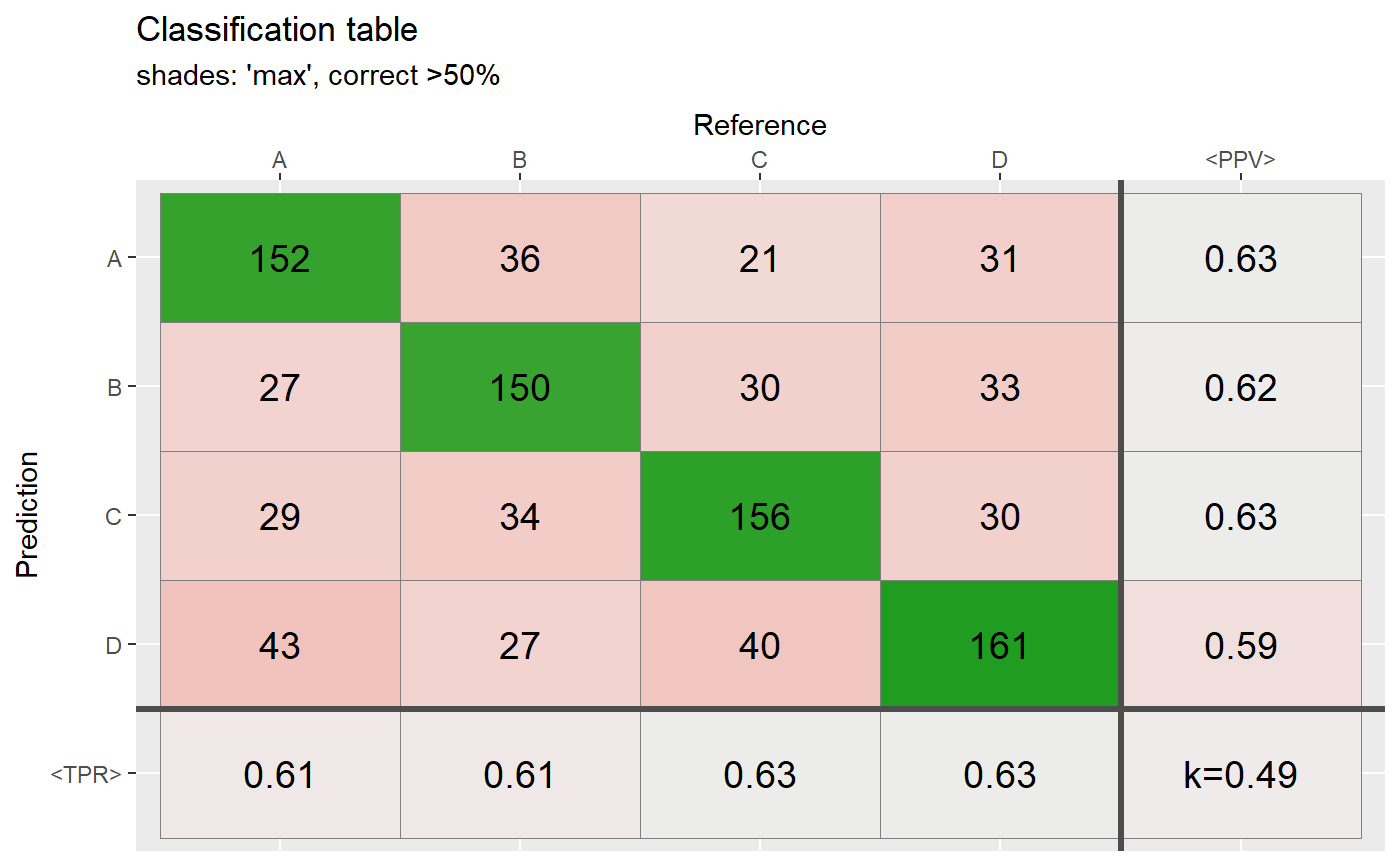 Classification table
shades: 'max', correct >50%
Reference
A B C D <PPV>
A 152 36 21 31 0.63
B 27 150 30 33 0.62
Prediction
C 29 34 156 30 0.63
D 43 27 40 161 0.59
<TPR> 0.61 0.61 0.63 0.63 k=0.49